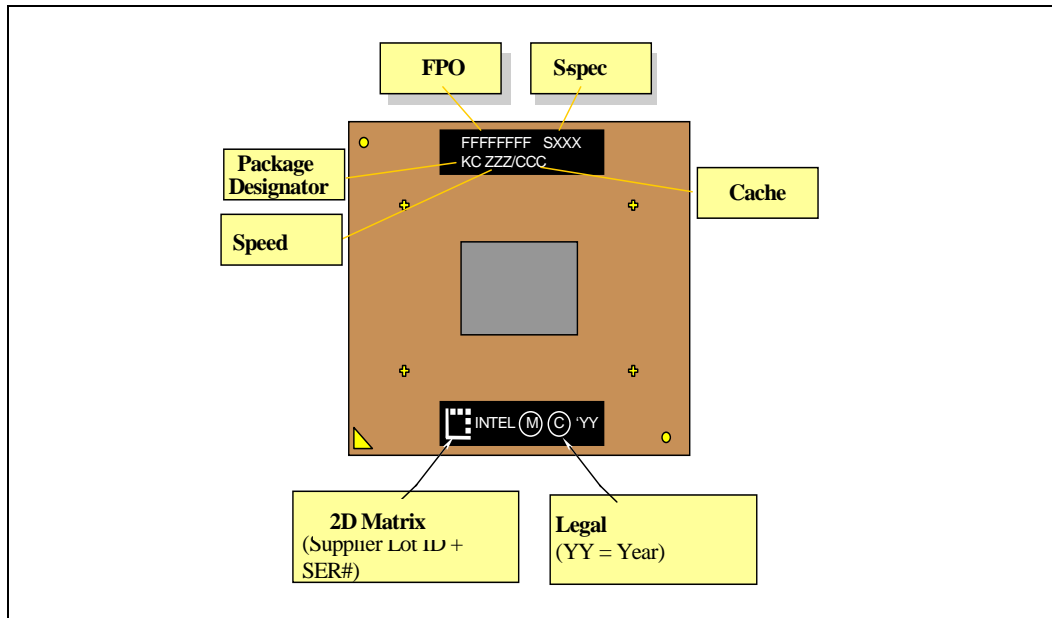 FPO
S-spec
FFFFFFFF SXXX
KC ZZZ/CCC
Package
Designator
Cache
Speed
INTEL M C 'YY
2D Matrix
(Supplier Lot ID +
SER#)
Legal
(YY = Year)